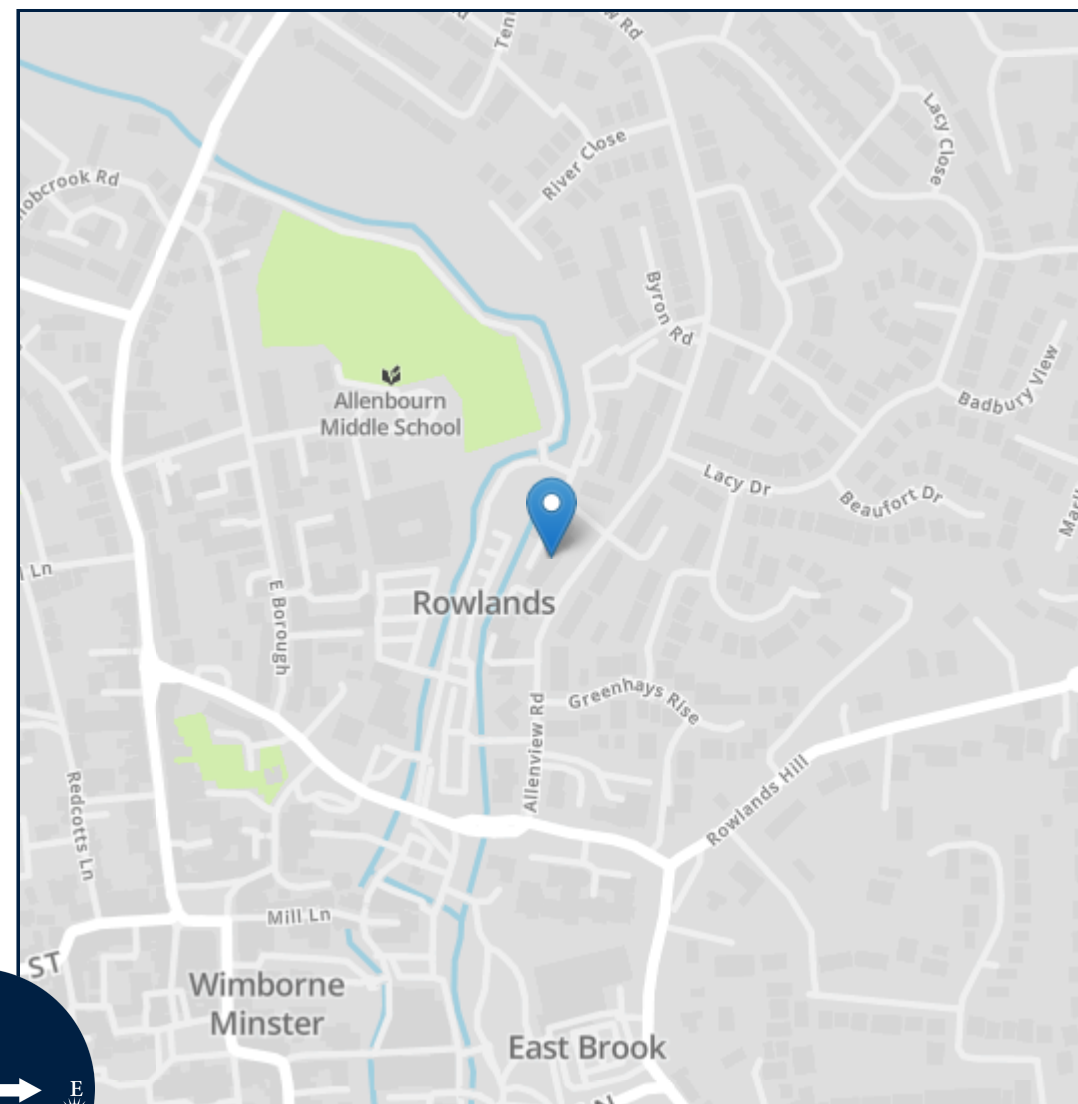 w Rd
Lacy Close
River Close
Byron Rd
Badbury View
Allenbourn
Middle School
Lacy Dr
Beaufort Dr
Ln
E Borough
Rowlands
Greenhays Rise
Allenview Rd
Rowlands Hill
Redcotts Ln
Mill Ln
ST
Wimborne
Minster
East Brook
E